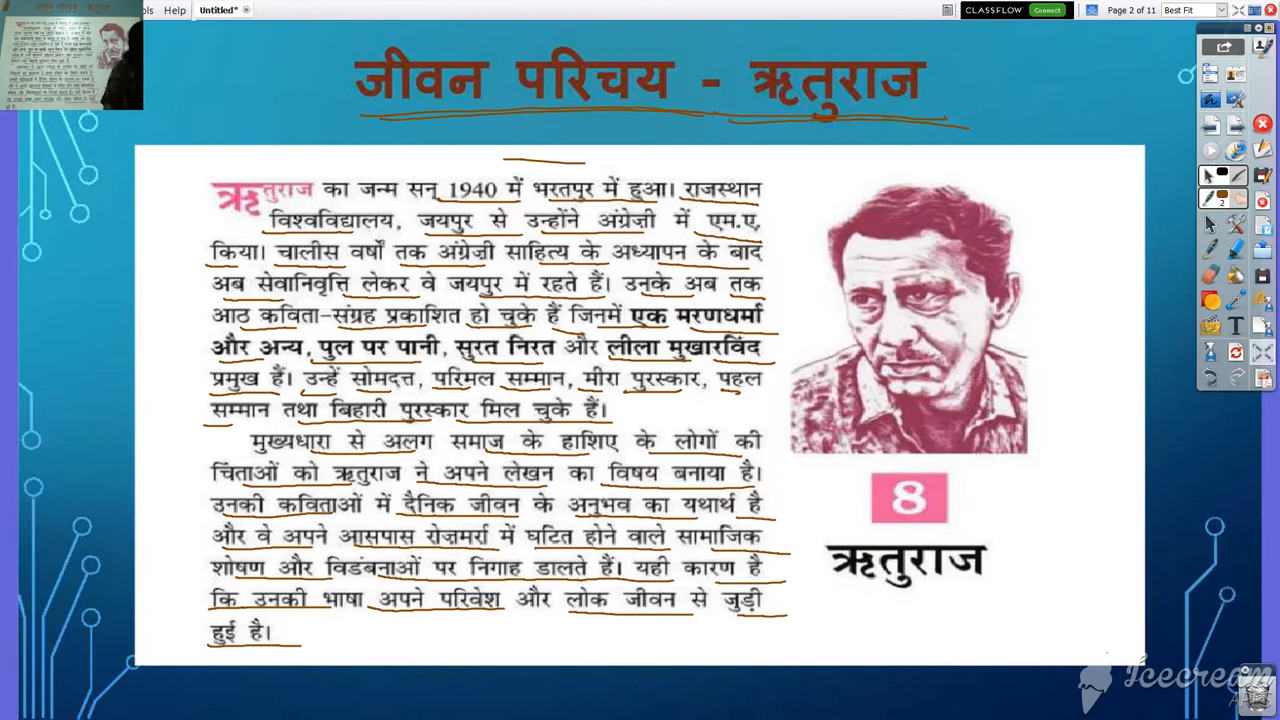 ols Help Untitled* CLASSFLOW Connect Page 2 of 11 Best Fit
जीवन परिचय - ऋतुराज
ऋतुराज का जन्म सन् 1940 में भरतपुर में हुआ। राजस्थान
विश्वविद्यालय, जयपुर से उन्होंने अंग्रेज़ी में एम.ए.
किया। चालीस वर्षों तक अंग्रेज़ी साहित्य के अध्यापन के बाद
अब सेवानिवृत्ति लेकर वे जयपुर में रहते हैं। उनके अब तक
आठ कविता-संग्रह प्रकाशित हो चुके हैं जिनमें एक मरणधर्मा
और अन्य, पुल पर पानी, सुरत निरत और लीला मुखारविंद
प्रमुख हैं। उन्हें सोमदत्त, परिमल सम्मान, मीरा पुरस्कार, पहल
सम्मान तथा बिहारी पुरस्कार मिल चुके हैं।
मुख्यधारा से अलग समाज के हाशिए के लोगों की
चिंताओं को ऋतुराज ने अपने लेखन का विषय बनाया है।
उनकी कविताओं में दैनिक जीवन के अनुभव का यथार्थ है
और वे अपने आसपास रोज़मर्रा में घटित होने वाले सामाजिक
शोषण और विडंबनाओं पर निगाह डालते हैं। यही कारण है
कि उनकी भाषा अपने परिवेश और लोक जीवन से जुड़ी
हुई है।
8
ऋतुराज
2
T
Icecream
APPS